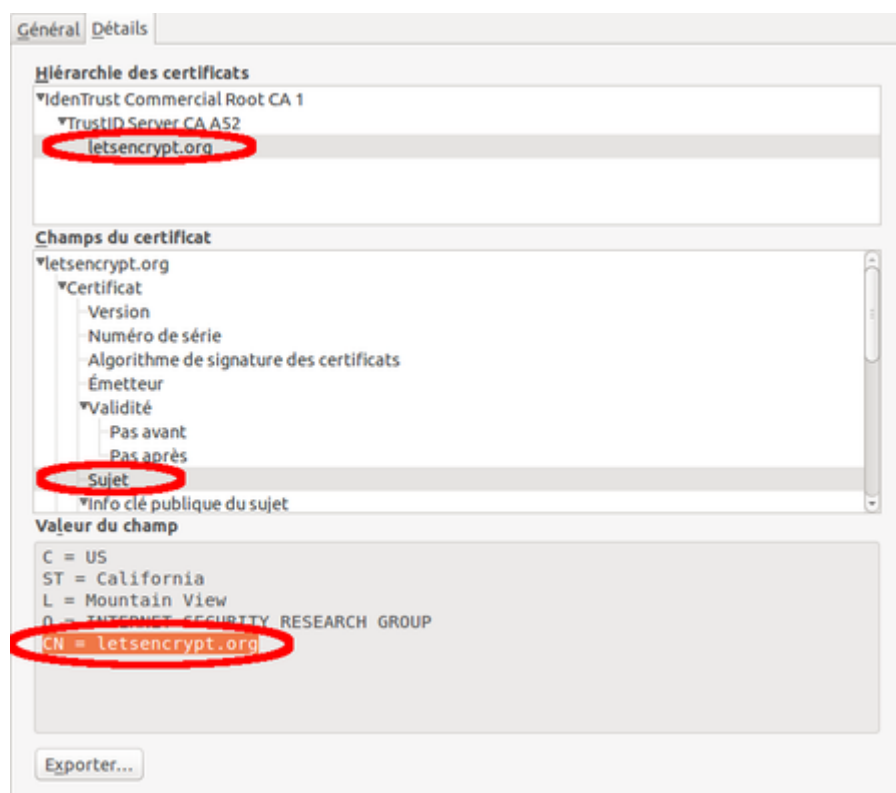 Général Détails
Hiérarchie des certificats
IdenTrust Commercial Root CA 1
TrustID Server CA A52
letsencrypt.org
Champs du certificat
letsencrypt.org
Certificat
Version
Numéro de série
Algorithme de signature des certificats
Émetteur
Validité
Pas avant
Pas après
Sujet
Info clé publique du sujet
Valeur du champ
C = US
ST = California
L = Mountain View
O = INTERNET SECURITY RESEARCH GROUP
CN = letsencrypt.org
Exporter...